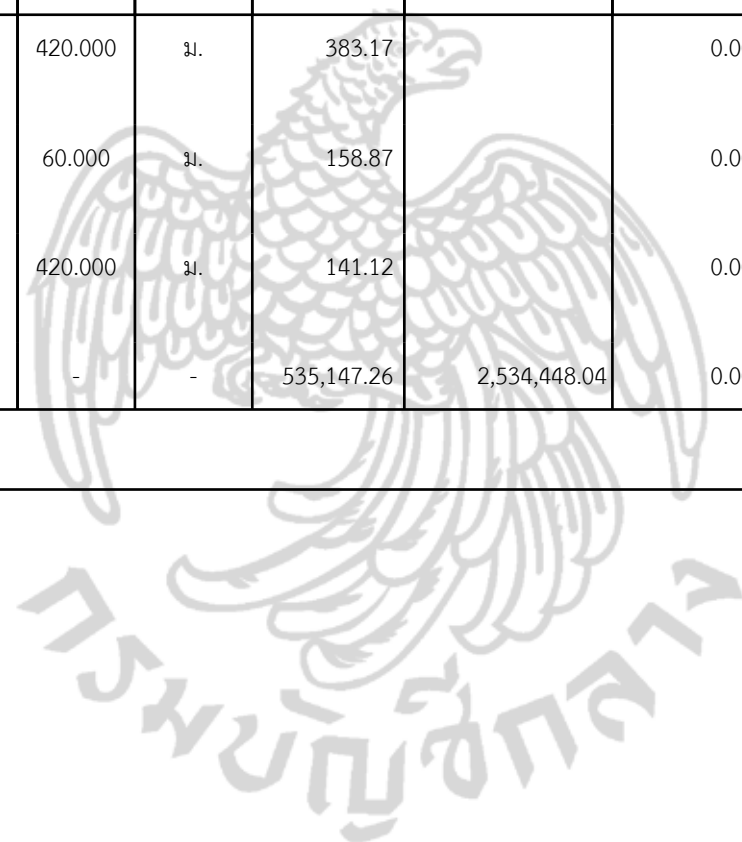 420.000 ม. 383.17 0.0
60.000 ม. 158.87 0.0
420.000 ม. 141.12 0.0
- - 535,147.26 2,534,448.04 0.0
กรมบัญชีกลาง